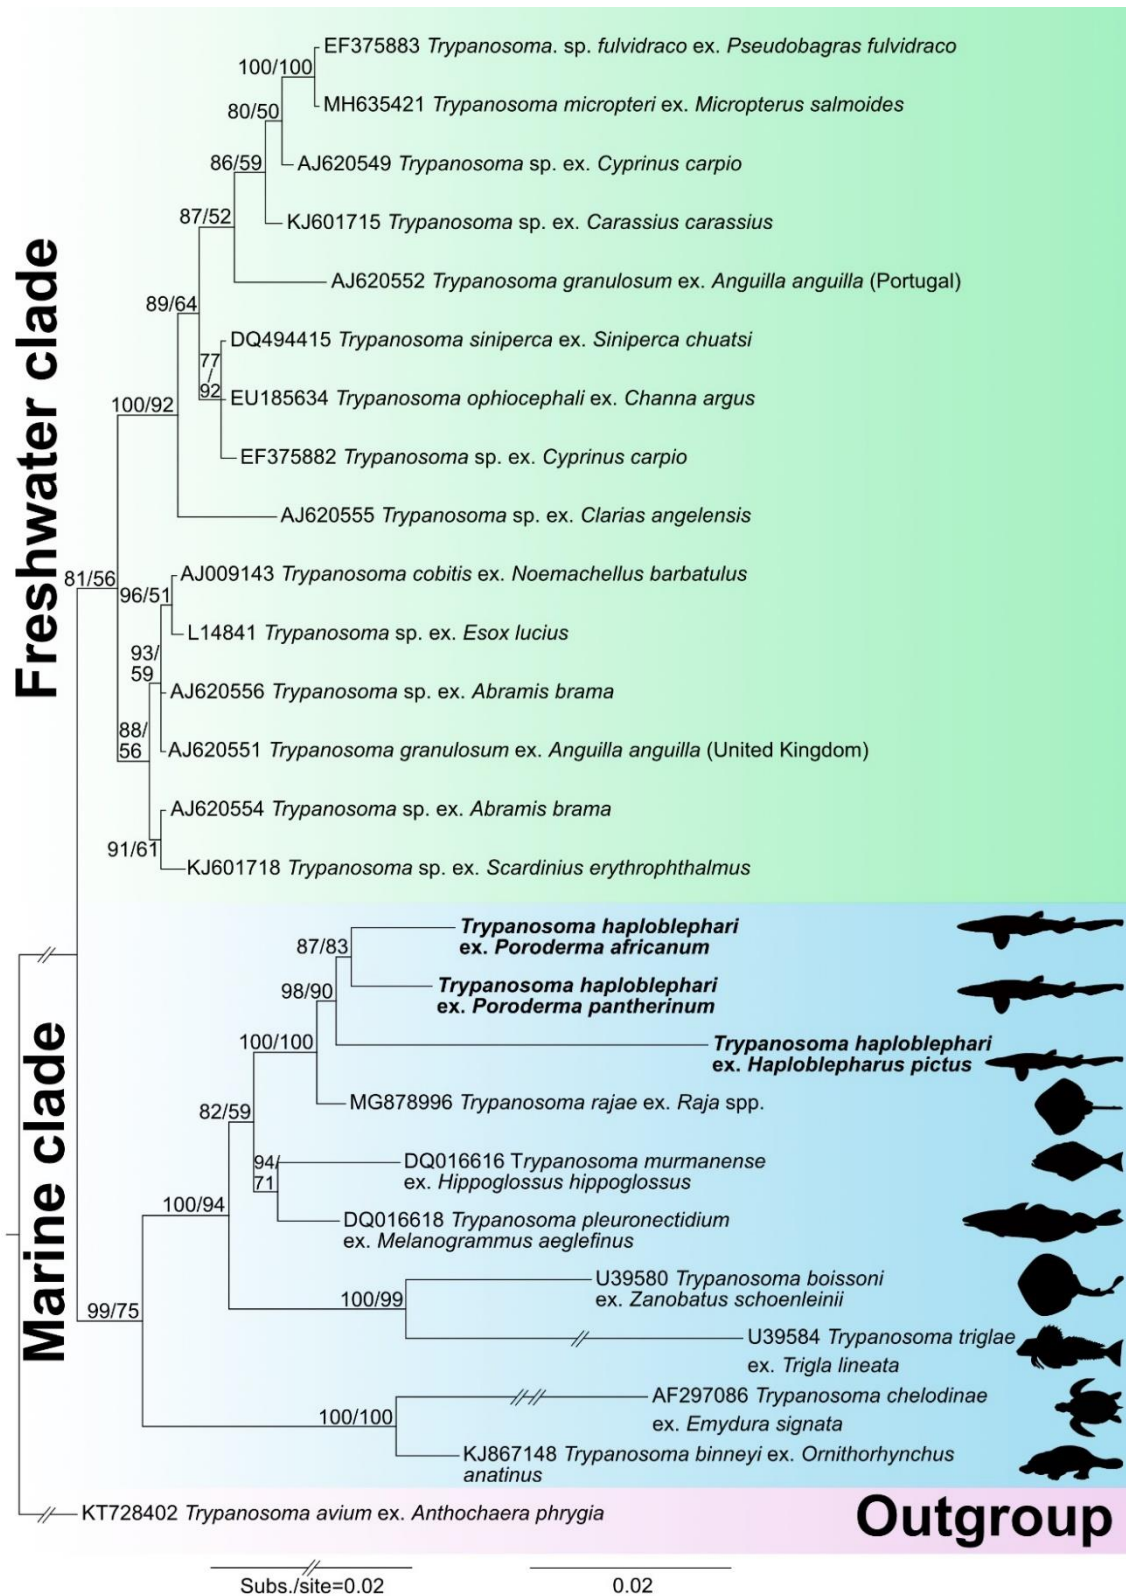 EF375883 Trypanosoma. sp. fulvidraco ex. Pseudobagras fulvidraco
100/100
MH635421 Trypanosoma micropteri ex. Micropterus salmoides
80/50
AJ620549 Trypanosoma sp. ex. Cyprinus carpio
86/59
KJ601715 Trypanosoma sp. ex. Carassius carassius
87/52
AJ620552 Trypanosoma granulosum ex. Anguilla anguilla (Portugal)
89/64
DQ494415 Trypanosoma siniperca ex. Siniperca chuatsi
77/
92
EU185634 Trypanosoma ophiocephali ex. Channa argus
100/92
EF375882 Trypanosoma sp. ex. Cyprinus carpio
AJ620555 Trypanosoma sp. ex. Clarias angelensis
Freshwater clade
81/56
AJ009143 Trypanosoma cobitis ex. Noemachellus barbatulus
96/51
L14841 Trypanosoma sp. ex. Esox lucius
93/
59
AJ620556 Trypanosoma sp. ex. Abramis brama
88/
56
AJ620551 Trypanosoma granulosum ex. Anguilla anguilla (United Kingdom)
AJ620554 Trypanosoma sp. ex. Abramis brama
91/61
KJ601718 Trypanosoma sp. ex. Scardinius erythrophthalmus
Trypanosoma haploblephari
ex. Poroderma africanum
87/83
Trypanosoma haploblephari
ex. Poroderma pantherinum
98/90
Trypanosoma haploblephari
ex. Haploblepharus pictus
100/100
MG878996 Trypanosoma rajae ex. Raja spp.
82/59
DQ016616 Trypanosoma murmanense
ex. Hippoglossus hippoglossus
94/
71
DQ016618 Trypanosoma pleuronectidium
ex. Melanogrammus aeglefinus
100/94
Marine clade
U39580 Trypanosoma boissoni
ex. Zanobatus schoenleinii
100/99
99/75
U39584 Trypanosoma triglae
ex. Trigla lineata
AF297086 Trypanosoma chelodinae
ex. Emydura signata
100/100
KJ867148 Trypanosoma binneyi ex. Ornithorhynchus
anatinus
KT728402 Trypanosoma avium ex. Anthochaera phrygia
Outgroup
Subs./site=0.02
0.02